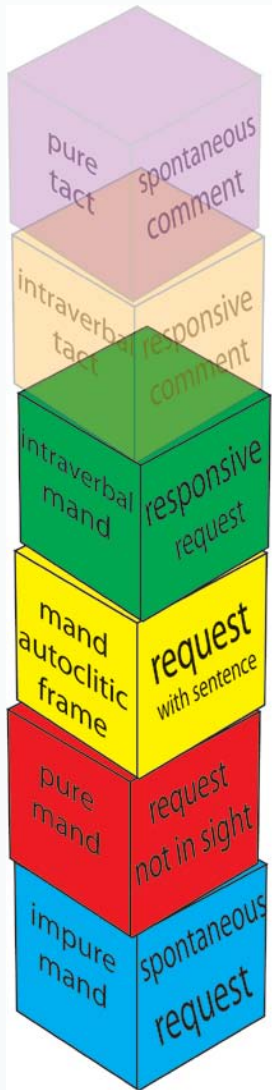 pure
tact
spontaneous
comment
intraverbal
tact
responsive
comment
intraverbal
mand
responsive
request
mand
autoclitic
frame
request
with sentence
pure
mand
request
not in sight
impure
mand
spontaneous
request